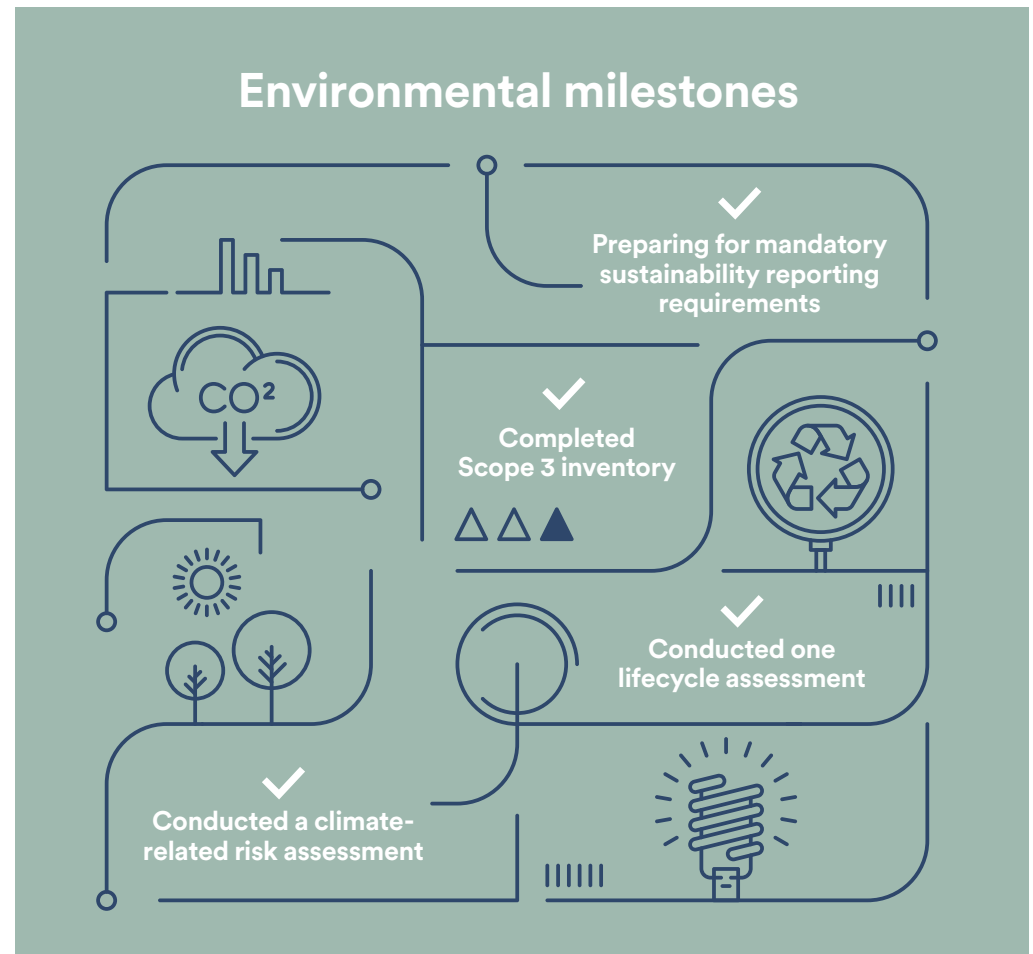 Environmental milestones
Preparing for mandatory
sustainability reporting
requirements
CO²
Completed
Scope 3 inventory
Conducted one
lifecycle assessment
Conducted a climate-
related risk assessment